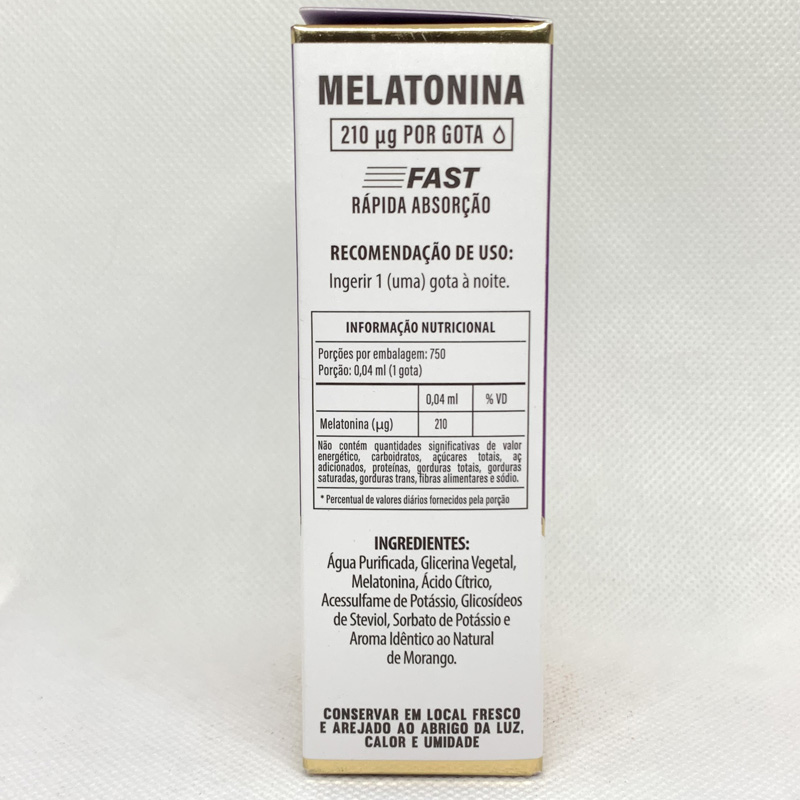 MELATONINA
210 µg POR GOTA
FAST
RÁPIDA ABSORÇÃO
RECOMENDAÇÃO DE USO:
Ingerir 1 (uma) gota à noite.
INFORMAÇÃO NUTRICIONAL
Porções por embalagem: 750
Porção: 0,04 ml (1 gota)
0,04 ml % VD
Melatonina (µg) 210
Não contém quantidades significativas de valor
energético, carboidratos, açúcares totais, aç
adicionados, proteínas, gorduras totais, gorduras
saturadas, gorduras trans, fibras alimentares e sódio.
* Percentual de valores diários fornecidos pela porção
INGREDIENTES:
Água Purificada, Glicerina Vegetal,
Melatonina, Ácido Cítrico,
Acessulfame de Potássio, Glicosídeos
de Steviol, Sorbato de Potássio e
Aroma Idêntico ao Natural
de Morango.
CONSERVAR EM LOCAL FRESCO
E AREJADO AO ABRIGO DA LUZ,
CALOR E UMIDADE